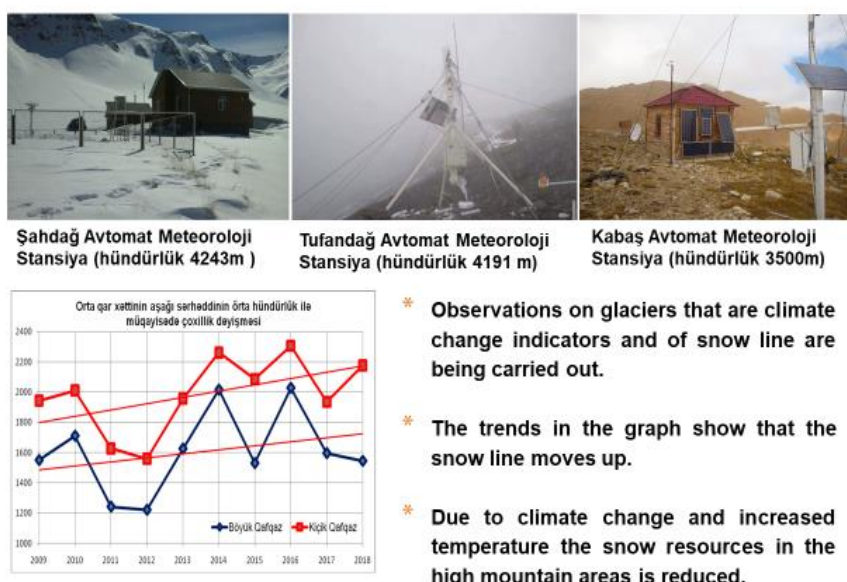 Şahdağ Avtomat Meteoroloji
Stansiya (hündürlük 4243m )
Tufandağ Avtomat Meteoroloji
Stansiya (hündürlük 4191 m)
Kabaş Avtomat Meteoroloji
Stansiya (hündürlük 3500m)
Orta qar xəttinin aşağı sərhəddinin örta hündürlük ilə
müqayisədə çoxillik dəyişməsi
2400
2200
2000
1800
1600
1400
1200
1000
2009 2010 2011 2012 2013 2014 2015 2016 2017 2018
Böyük Qafqaz Kiçik Qafqaz
* Observations on glaciers that are climate
change indicators and of snow line are
being carried out.
* The trends in the graph show that the
snow line moves up.
* Due to climate change and increased
temperature the snow resources in the
high mountain areas is reduced.